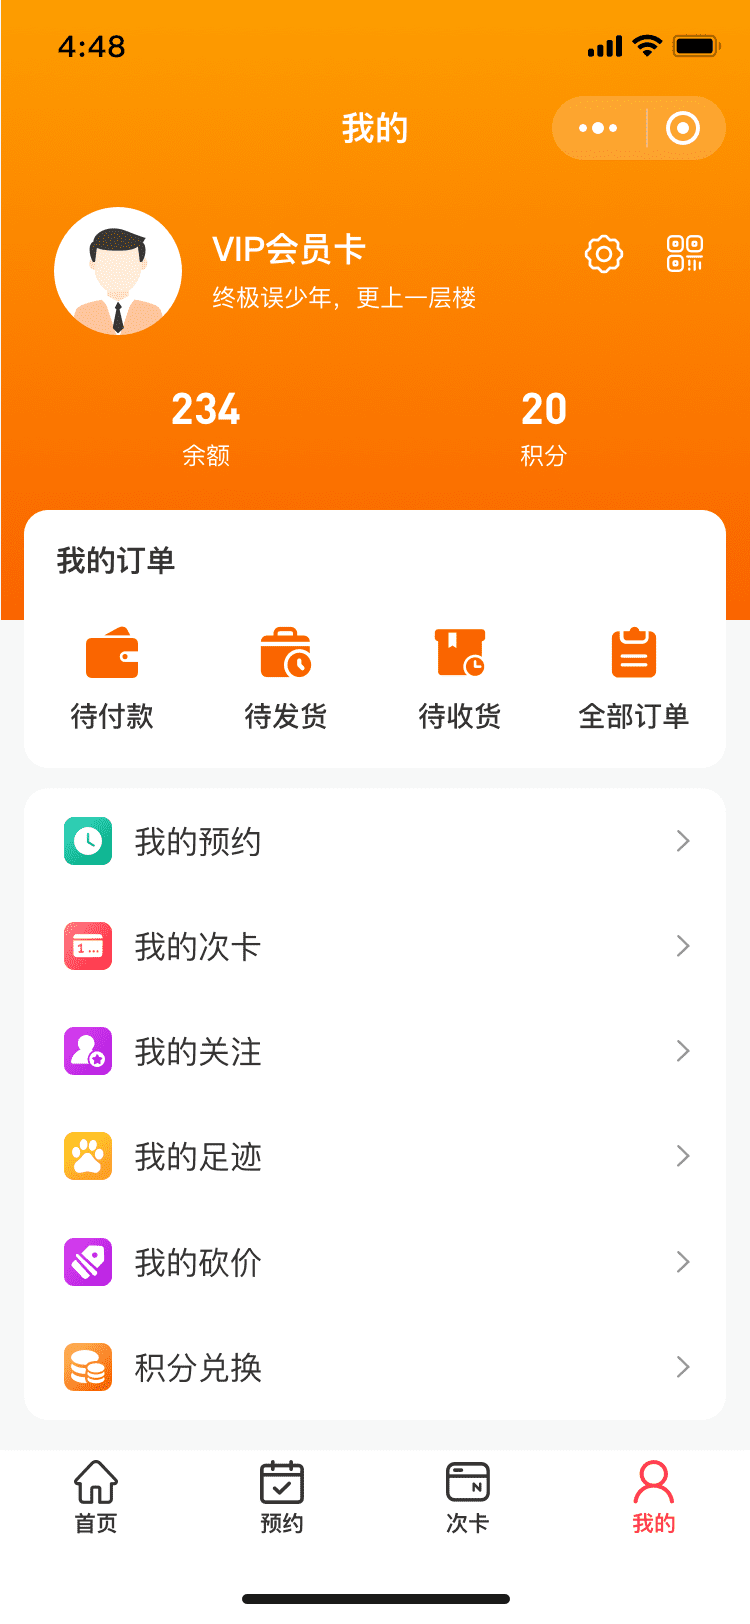 4:48
我的
VIP会员卡
终极误少年，更上一层楼
234
20
余额
积分
我的订单
待付款
待发货
待收货
全部订单
我的预约
1 ...
我的次卡
我的关注
我的足迹
我的砍价
积分兑换
N
首页
预约
次卡
我的